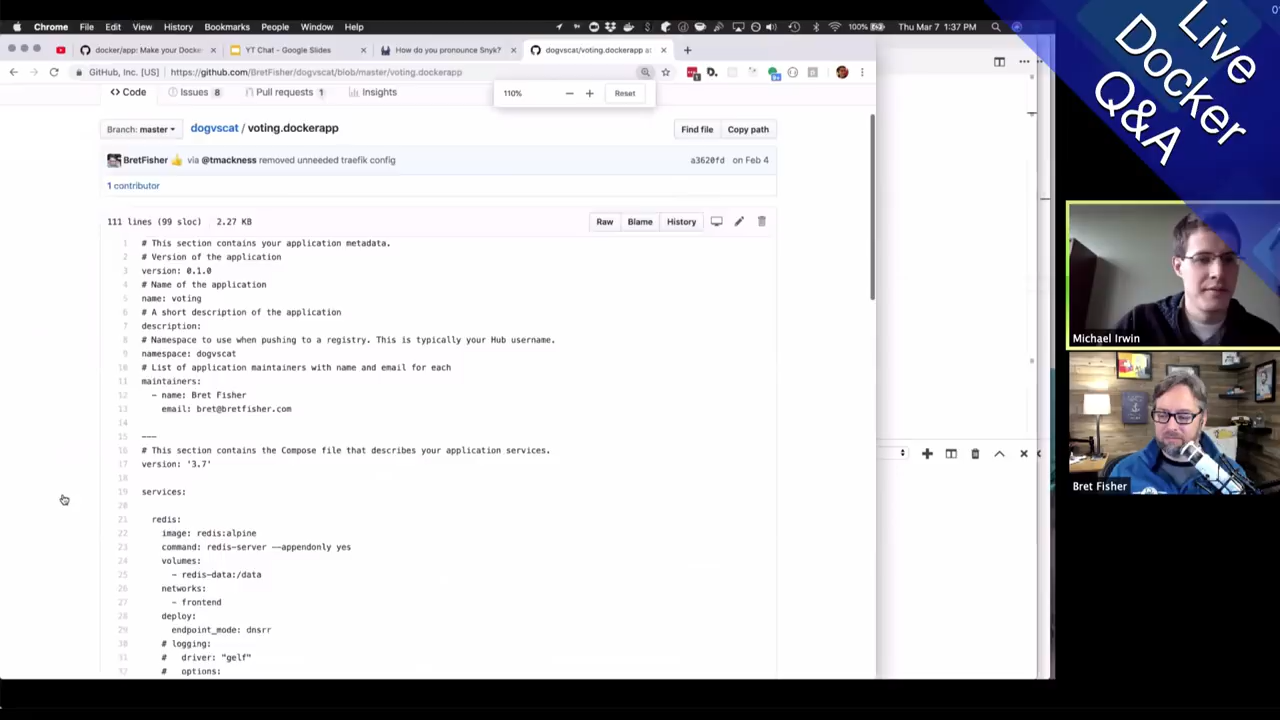 Chrome File Edit View History Bookmarks People Window Help
100% Thu Mar 7 1:37 PM
docker/app: Make your Docke
YT Chat - Google Slides
How do you pronounce Snyk?
dogvscat/voting.dockerapp a
GitHub, Inc. [US] https://github.com/BretFisher/dogvscat/blob/master/voting.dockerapp
110% Reset
Code Issues 8 Pull requests 1 Insights
Branch: master dogvscat / voting.dockerapp Find file Copy path
BretFisher 👍 via @tmackness removed unneeded traefik config a3620fd on Feb 4
1 contributor
111 lines (99 sloc) 2.27 KB Raw Blame History
1 # This section contains your application metadata.
2 # Version of the application
3 version: 0.1.0
4 # Name of the application
5 name: voting
6 # A short description of the application
7 description:
8 # Namespace to use when pushing to a registry. This is typically your Hub username.
9 namespace: dogvscat
10 # List of application maintainers with name and email for each
11 maintainers:
12 - name: Bret Fisher
13 email: bret@bretfisher.com
14
15 ---
16 # This section contains the Compose file that describes your application services.
17 version: '3.7'
18
19 services:
20
21 redis:
22 image: redis:alpine
23 command: redis-server --appendonly yes
24 volumes:
25 - redis-data:/data
26 networks:
27 - frontend
28 deploy:
29 endpoint_mode: dnsrr
30 # logging:
31 # driver: "gelf"
32 # options:
Live
Docker
Q&A
Michael Irwin
Bret Fisher